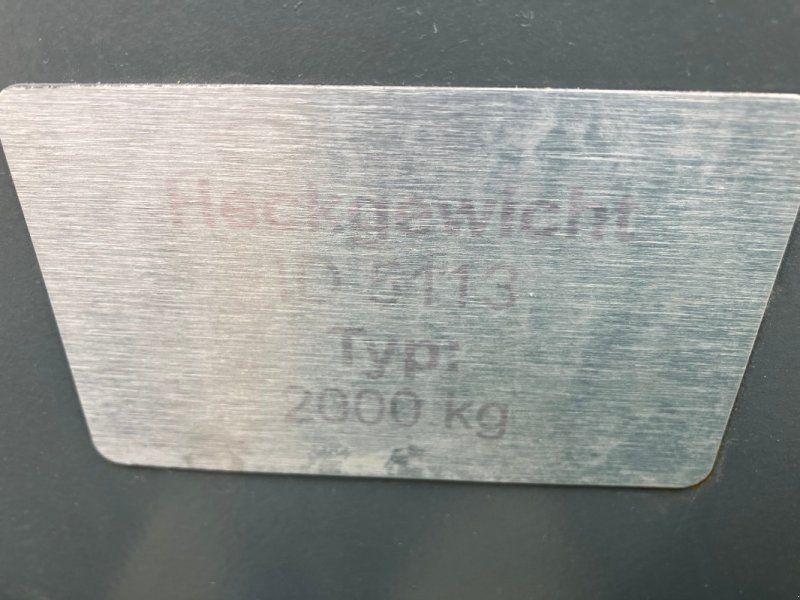 Heckgewicht
ID 5113
Typ:
2000 kg